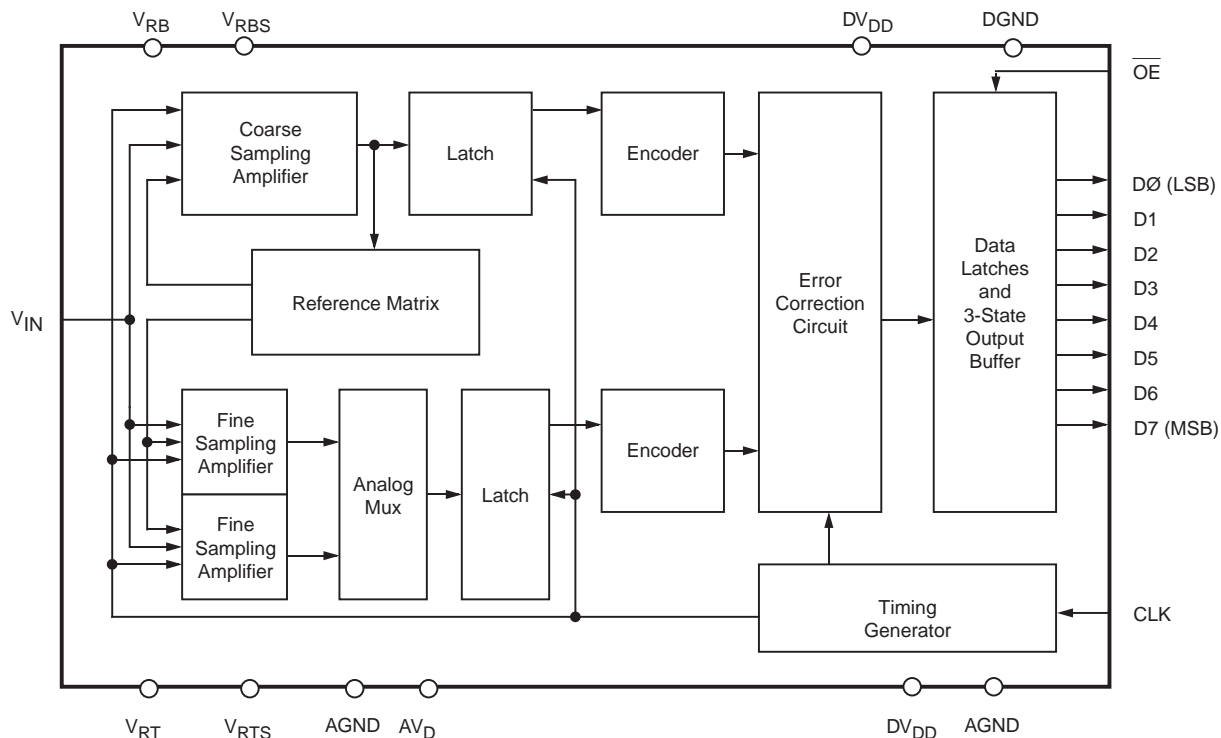 VRB
VRBS
DVDD
DGND
OE
Coarse
Sampling
Amplifier
Latch
Encoder
DØ (LSB)
D1
D2
D3
D4
D5
D6
D7 (MSB)
Data
Latches
and
3-State
Output
Buffer
Error
Correction
Circuit
Reference Matrix
VIN
Fine
Sampling
Amplifier
Encoder
Analog
Mux
Latch
Fine
Sampling
Amplifier
Timing
Generator
CLK
VRT
VRTS
AGND
AVD
DVDD
AGND